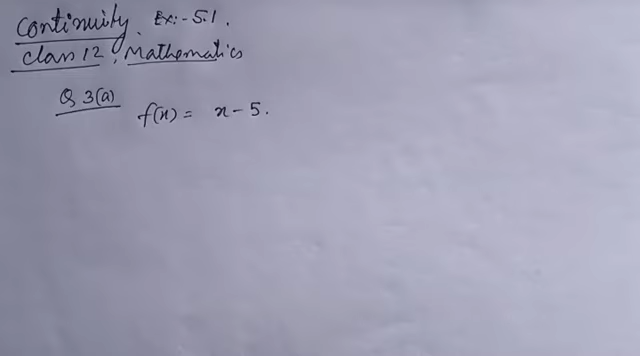 Continuity. Ex:- 5.1.
Class 12, Mathematics
Q 3(a) f(x) = x - 5.